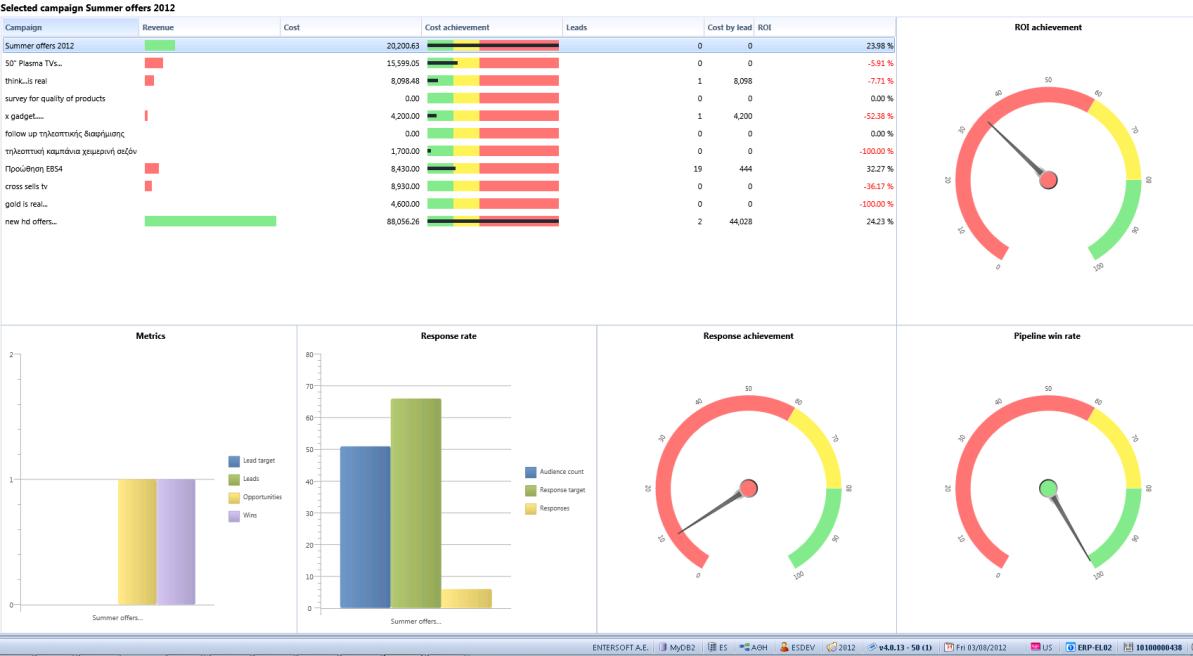 Selected campaign Summer offers 2012
Campaign Revenue Cost Cost achievement Leads Cost by lead ROI
Summer offers 2012 20,200.63 0 0 23.98 %
50" Plasma TVs... 15,599.05 0 0 -5.91 %
think...is real 8,098.48 1 8,098 -7.71 %
survey for quality of products 0.00 0 0 0.00 %
x gadget..... 4,200.00 1 4,200 -52.38 %
follow up τηλεοπτικής διαφήμισης 0.00 0 0 0.00 %
τηλεοπτική καμπάνια χειμερινή σεζόν 1,700.00 0 0 -100.00 %
Προώθηση EBS4 8,430.00 19 444 32.27 %
cross sells tv 8,930.00 0 0 -36.17 %
gold is real... 4,600.00 0 0 -100.00 %
new hd offers... 88,056.26 2 44,028 24.23 %
ROI achievement
0 10 20 30 40 50 60 70 80 90 100
Metrics
2
1
0
Summer offers...
Lead target
Leads
Opportunities
Wins
Response rate
80
70
60
50
40
30
20
10
0
Summer offers...
Audience count
Response target
Responses
Response achievement
0 10 20 30 40 50 60 70 80 90 100
Pipeline win rate
0 10 20 30 40 50 60 70 80 90 100
ENTERSOFT A.E. MyDB2 ES ΑΘΗ ESDEV 2012 v4.0.13 - 50 (1) Fri 03/08/2012 US ERP-EL02 10100000438